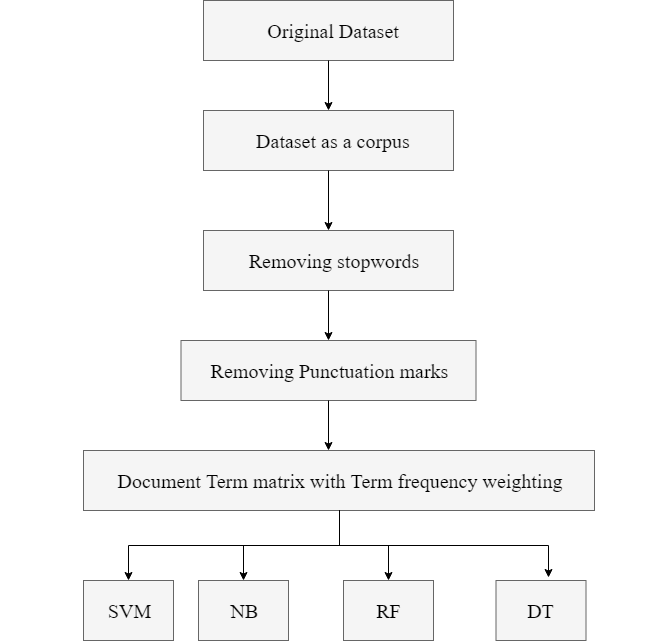 Original Dataset
Dataset as a corpus
Removing stopwords
Removing Punctuation marks
Document Term matrix with Term frequency weighting
SVM
NB
RF
DT